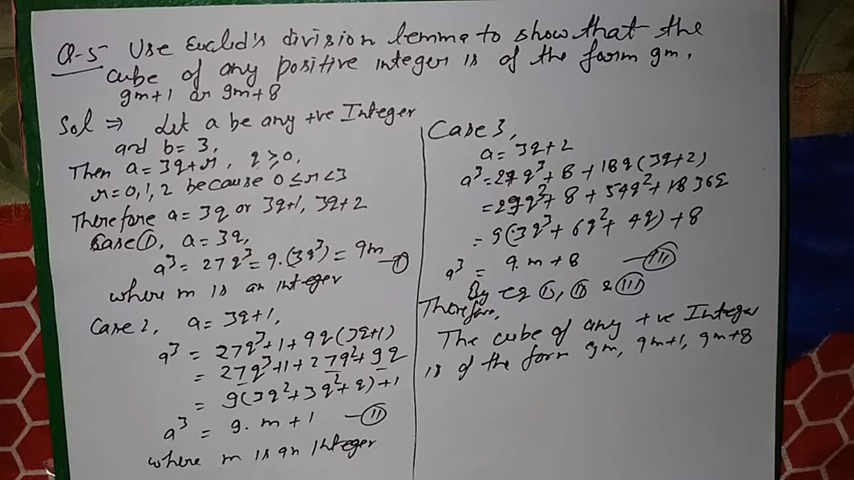 Q-5 Use Euclid's division lemma to show that the
cube of any positive integer is of the form 9m,
9m+1 or 9m+8
Sol ⇒ Let a be any +ve Integer
and b=3,
Then a=3q+r, q≥0,
r=0,1,2 because 0≤r<3
Therefore a=3q or 3q+1, 3q+2
Case ①, a=3q,
a³=27q³=9.(3q³)=9m —Ⓘ
where m is an integer
Case 2, a=3q+1,
a³ = 27q³+1+9q(3q+1)
= 27q³+1+27q²+9q
= 9(3q²+3q²+q)+1
a³ = 9.m+1 —Ⓘ Ⓘ
where m is an integer
Case 3,
a=3q+2
a³=27q³+8+18q(3q+2)
=27q²+8+54q²+18 36q
=9(3q³+6q²+4q)+8
a³ = 9.m+8 —(III)
By eq (I), (II) & (III)
Therefore,
The cube of any +ve Integer
is of the form 9m, 9m+1, 9m+8